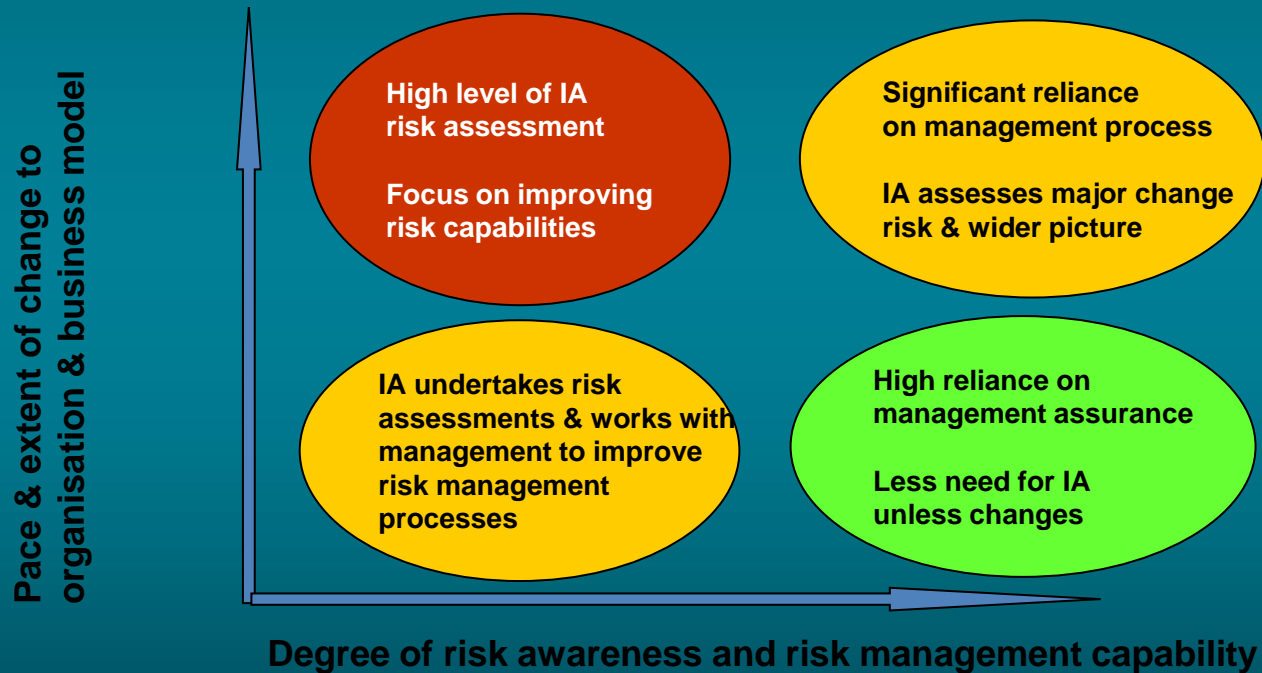 Pace & extent of change to
organisation & business model
High level of IA
risk assessment
Focus on improving
risk capabilities
Significant reliance
on management process
IA assesses major change
risk & wider picture
IA undertakes risk
assessments & works with
management to improve
risk management
processes
High reliance on
management assurance
Less need for IA
unless changes
Degree of risk awareness and risk management capability